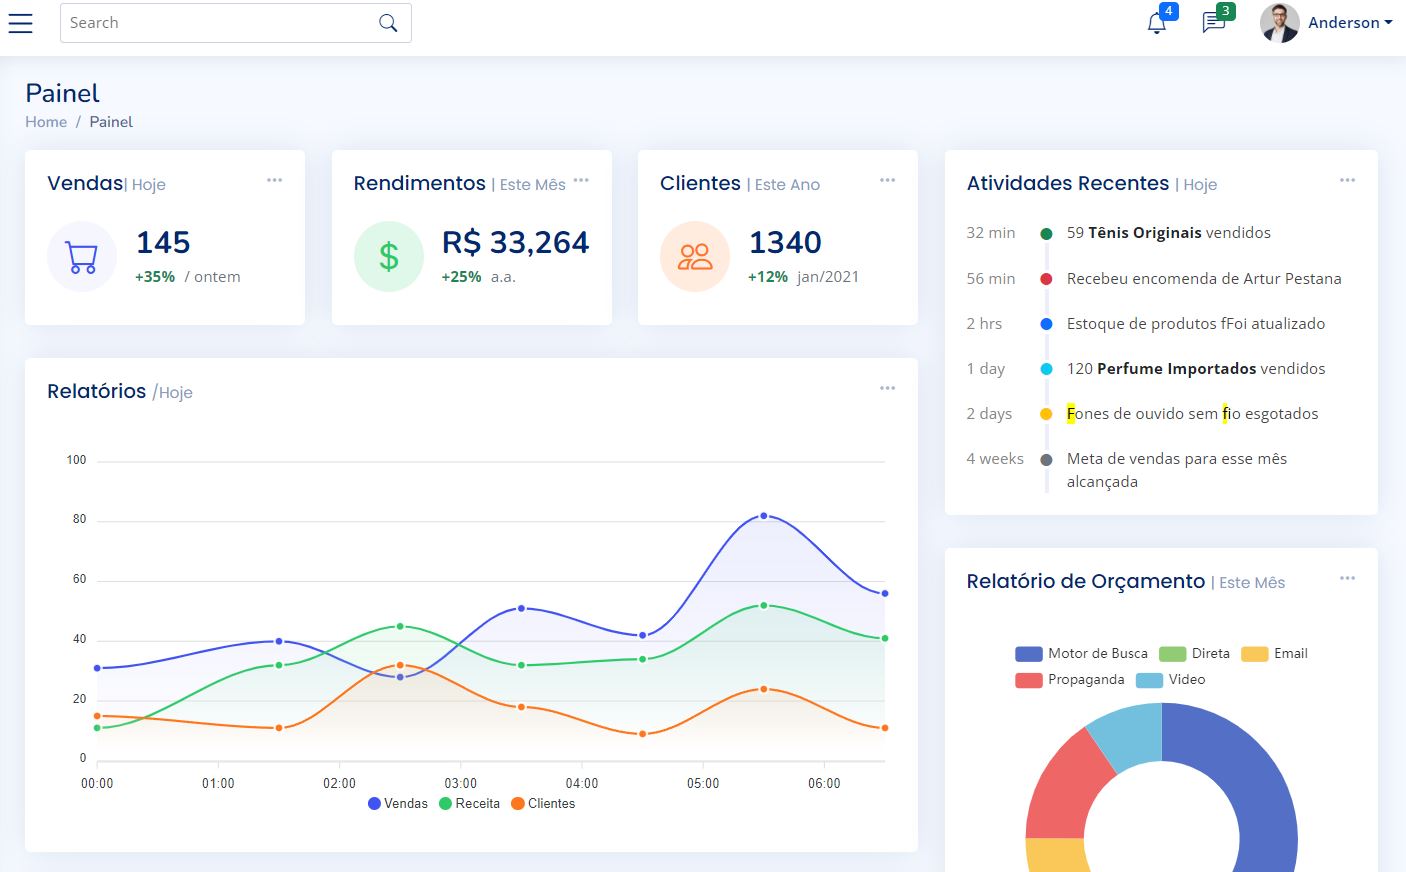 Search
4
3
Anderson
Painel
Home / Painel
Vendas| Hoje
145
+35% / ontem
Rendimentos | Este Mês
$
R$ 33,264
+25% a.a.
Clientes | Este Ano
1340
+12% jan/2021
Relatórios /Hoje
100
80
60
40
20
0
00:00 01:00 02:00 03:00 04:00 05:00 06:00
Vendas Receita Clientes
Atividades Recentes | Hoje
32 min 59 Tênis Originais vendidos
56 min Recebeu encomenda de Artur Pestana
2 hrs Estoque de produtos fFoi atualizado
1 day 120 Perfume Importados vendidos
2 days Fones de ouvido sem fio esgotados
4 weeks Meta de vendas para esse mês
alcançada
Relatório de Orçamento | Este Mês
Motor de Busca Direta Email
Propaganda Video